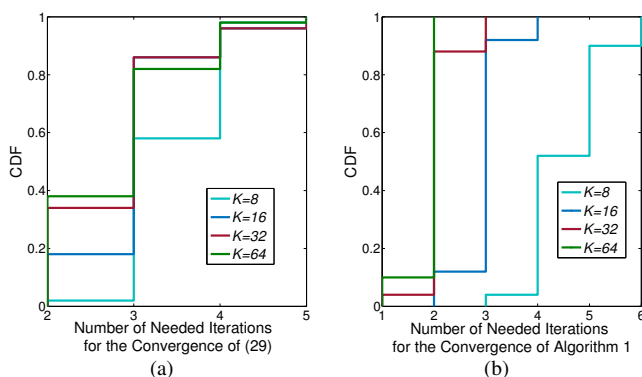 1
0.8
0.6
0.4
0.2
0
CDF
K=8
K=16
K=32
K=64
2 3 4 5
Number of Needed Iterations
for the Convergence of (29)
(a)
1
0.8
0.6
0.4
0.2
0
CDF
K=8
K=16
K=32
K=64
1 2 3 4 5 6
Number of Needed Iterations
for the Convergence of Algorithm 1
(b)